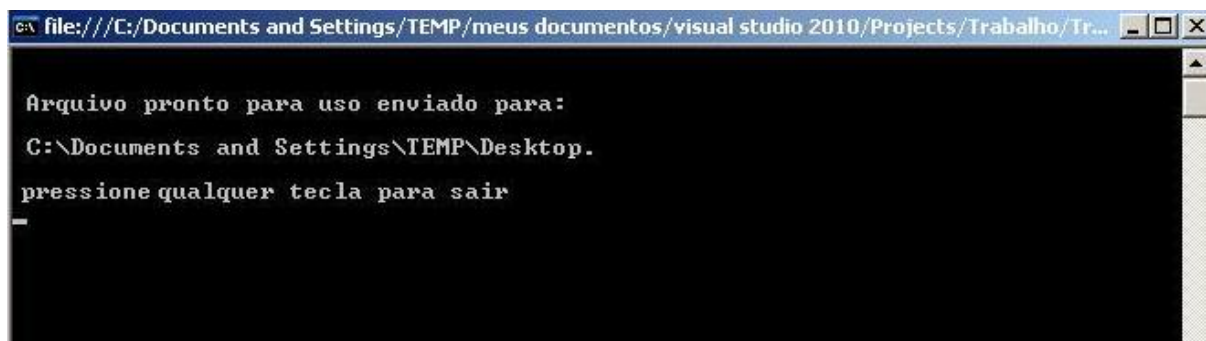 file:///C:/Documents and Settings/TEMP/meus documentos/visual studio 2010/Projects/Trabalho/Tr...
Arquivo pronto para uso enviado para:
C:\Documents and Settings\TEMP\Desktop.
pressione qualquer tecla para sair